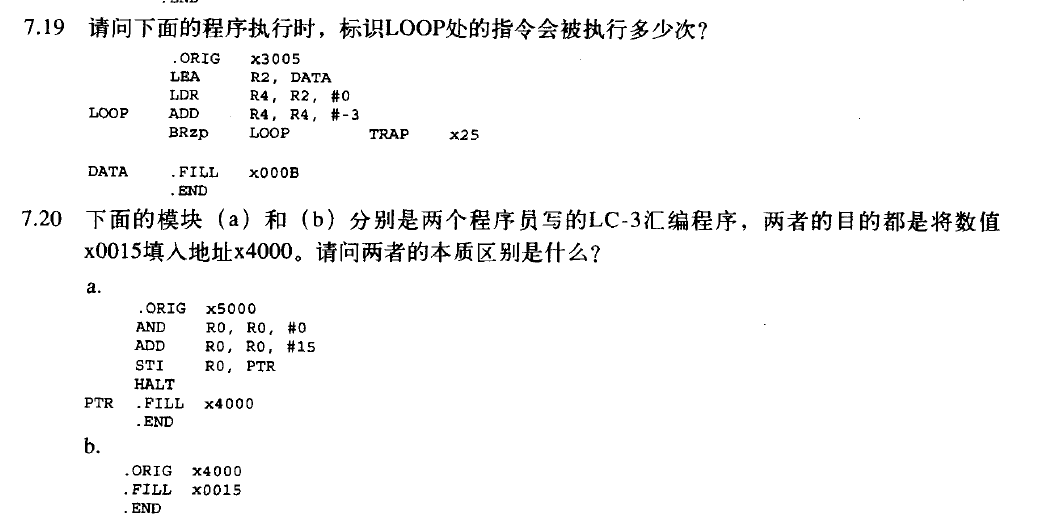 7.19 请问下面的程序执行时，标识LOOP处的指令会被执行多少次？
.ORIG x3005
LEA R2, DATA
LDR R4, R2, #0
LOOP ADD R4, R4, #-3
BRzp LOOP TRAP x25
DATA .FILL x000B
.END
7.20 下面的模块（a）和（b）分别是两个程序员写的LC-3汇编程序，两者的目的都是将数值
x0015填入地址x4000。请问两者的本质区别是什么？
a.
.ORIG x5000
AND R0, R0, #0
ADD R0, R0, #15
STI R0, PTR
HALT
PTR .FILL x4000
.END
b.
.ORIG x4000
.FILL x0015
.END